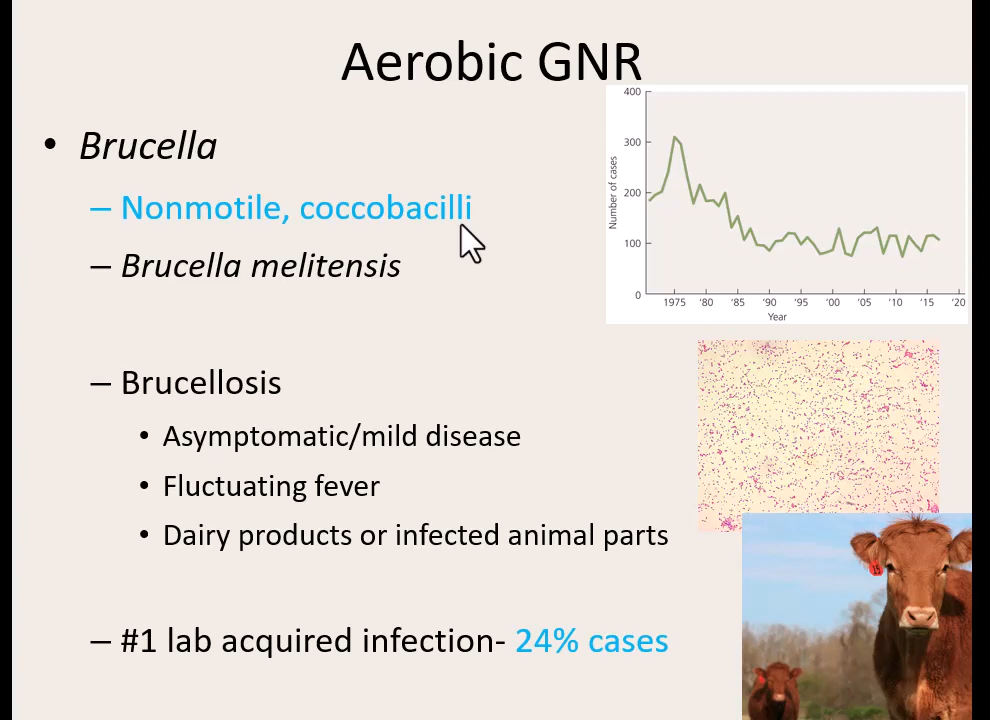 Aerobic GNR
• Brucella
– Nonmotile, coccobacilli
– Brucella melitensis
– Brucellosis
• Asymptomatic/mild disease
• Fluctuating fever
• Dairy products or infected animal parts
– #1 lab acquired infection- 24% cases
400
300
200
100
0
Number of cases
1975 '80 '85 '90 '95 '00 '05 '10 '15 '20
Year